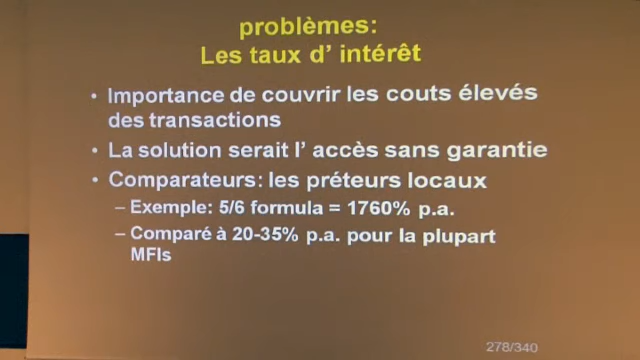 problèmes:
Les taux d' intérêt
• Importance de couvrir les couts élevés
des transactions
• La solution serait l' accès sans garantie
• Comparateurs: les préteurs locaux
– Exemple: 5/6 formula = 1760% p.a.
– Comparé à 20-35% p.a. pour la plupart
MFIs
278/340